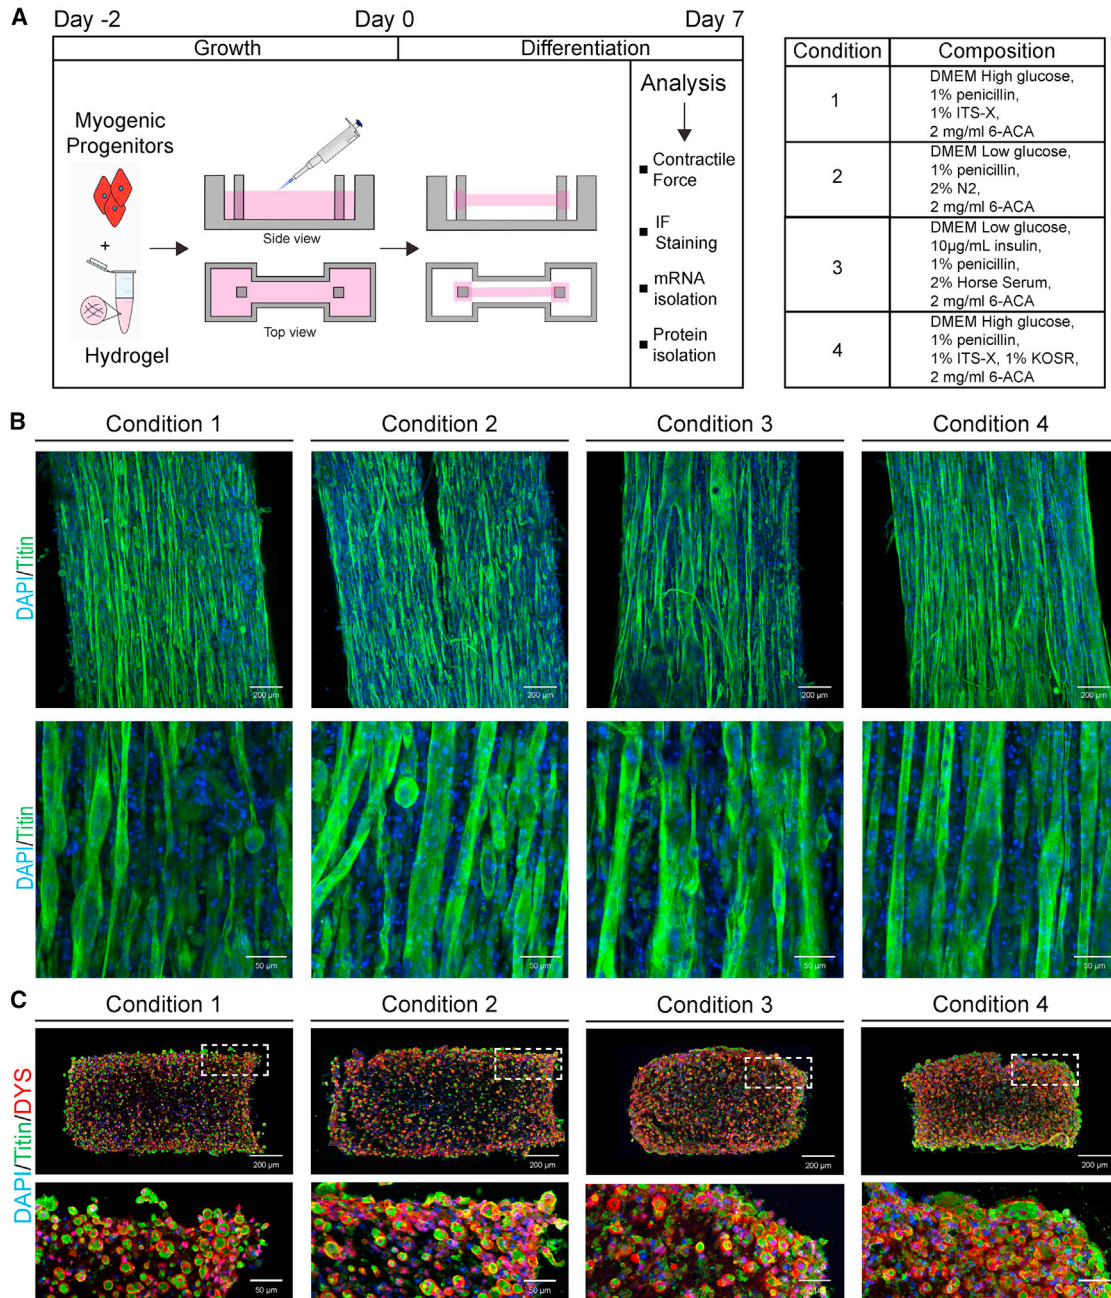 A
Day -2
Day 0
Day 7
Growth
Differentiation
Myogenic
Progenitors
+
Hydrogel
Side view
Top view
Analysis
Contractile
Force
IF
Staining
mRNA
isolation
Protein
isolation
Condition
Composition
1
DMEM High glucose,
1% penicillin,
1% ITS-X,
2 mg/ml 6-ACA
2
DMEM Low glucose,
1% penicillin,
2% N2,
2 mg/ml 6-ACA
3
DMEM Low glucose,
10µg/mL insulin,
1% penicillin,
2% Horse Serum,
2 mg/ml 6-ACA
4
DMEM High glucose,
1% penicillin,
1% ITS-X, 1% KOSR,
2 mg/ml 6-ACA
B
Condition 1
Condition 2
Condition 3
Condition 4
DAPI/Titin
200 µm
200 µm
200 µm
200 µm
DAPI/Titin
50 µm
50 µm
50 µm
50 µm
C
Condition 1
Condition 2
Condition 3
Condition 4
DAPI/Titin/DYS
200 µm
200 µm
200 µm
200 µm
50 µm
50 µm
50 µm
50 µm